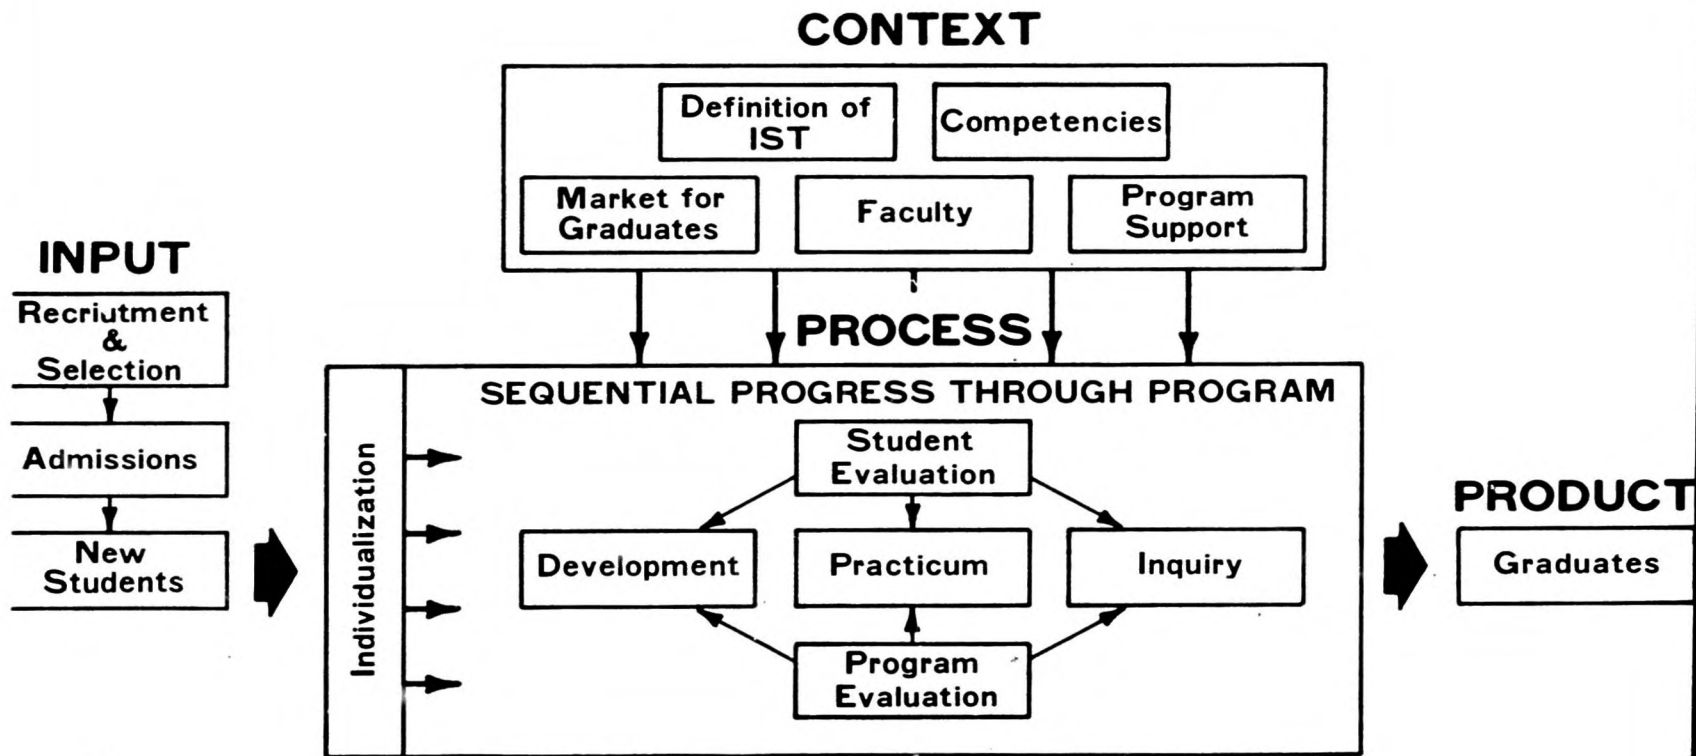 CONTEXT
Definition of
IST
Competencies
Market for
Graduates
Faculty
Program
Support
INPUT
Recriutment
&
Selection
Admissions
New
Students
PROCESS
SEQUENTIAL PROGRESS THROUGH PROGRAM
Individualization
Student
Evaluation
Development
Practicum
Inquiry
Program
Evaluation
PRODUCT
Graduates